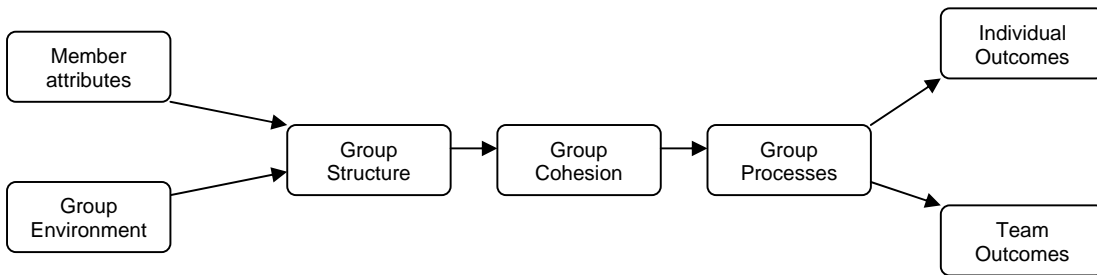 Member
attributes
Group
Environment
Group
Structure
Group
Cohesion
Group
Processes
Individual
Outcomes
Team
Outcomes